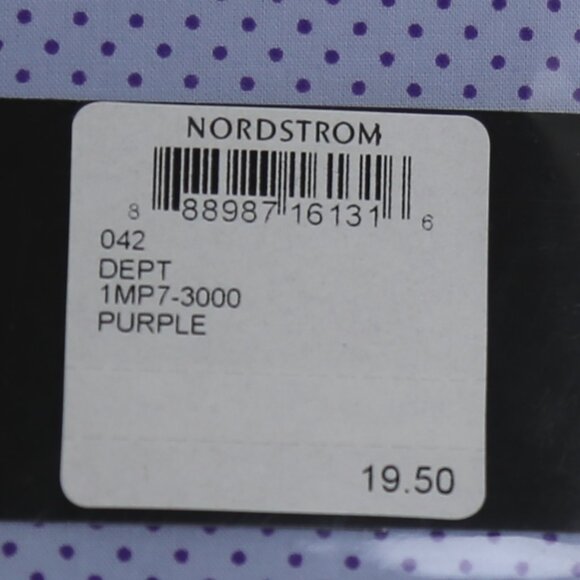 NORDSTROM
8 88987 16131 6
042
DEPT
1MP7-3000
PURPLE
19.50